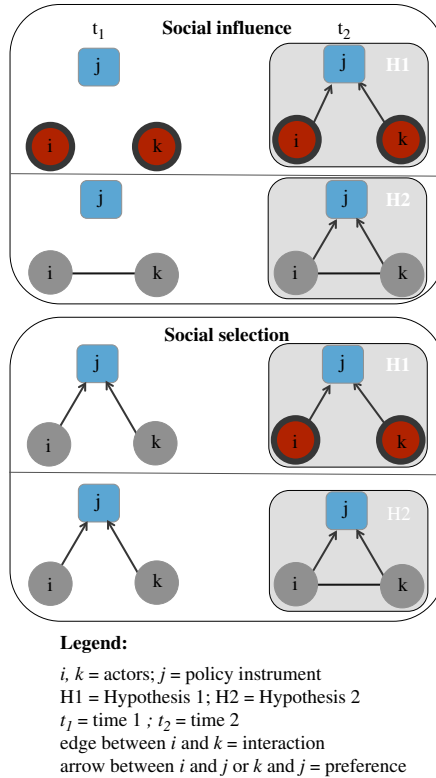 t1 Social influence t2
j j H1
i k i k
j j H2
i k i k
Social selection
j j H1
i k i k
j j H2
i k i k
Legend:
i, k = actors; j = policy instrument
H1 = Hypothesis 1; H2 = Hypothesis 2
t1 = time 1 ; t2 = time 2
edge between i and k = interaction
arrow between i and j or k and j = preference